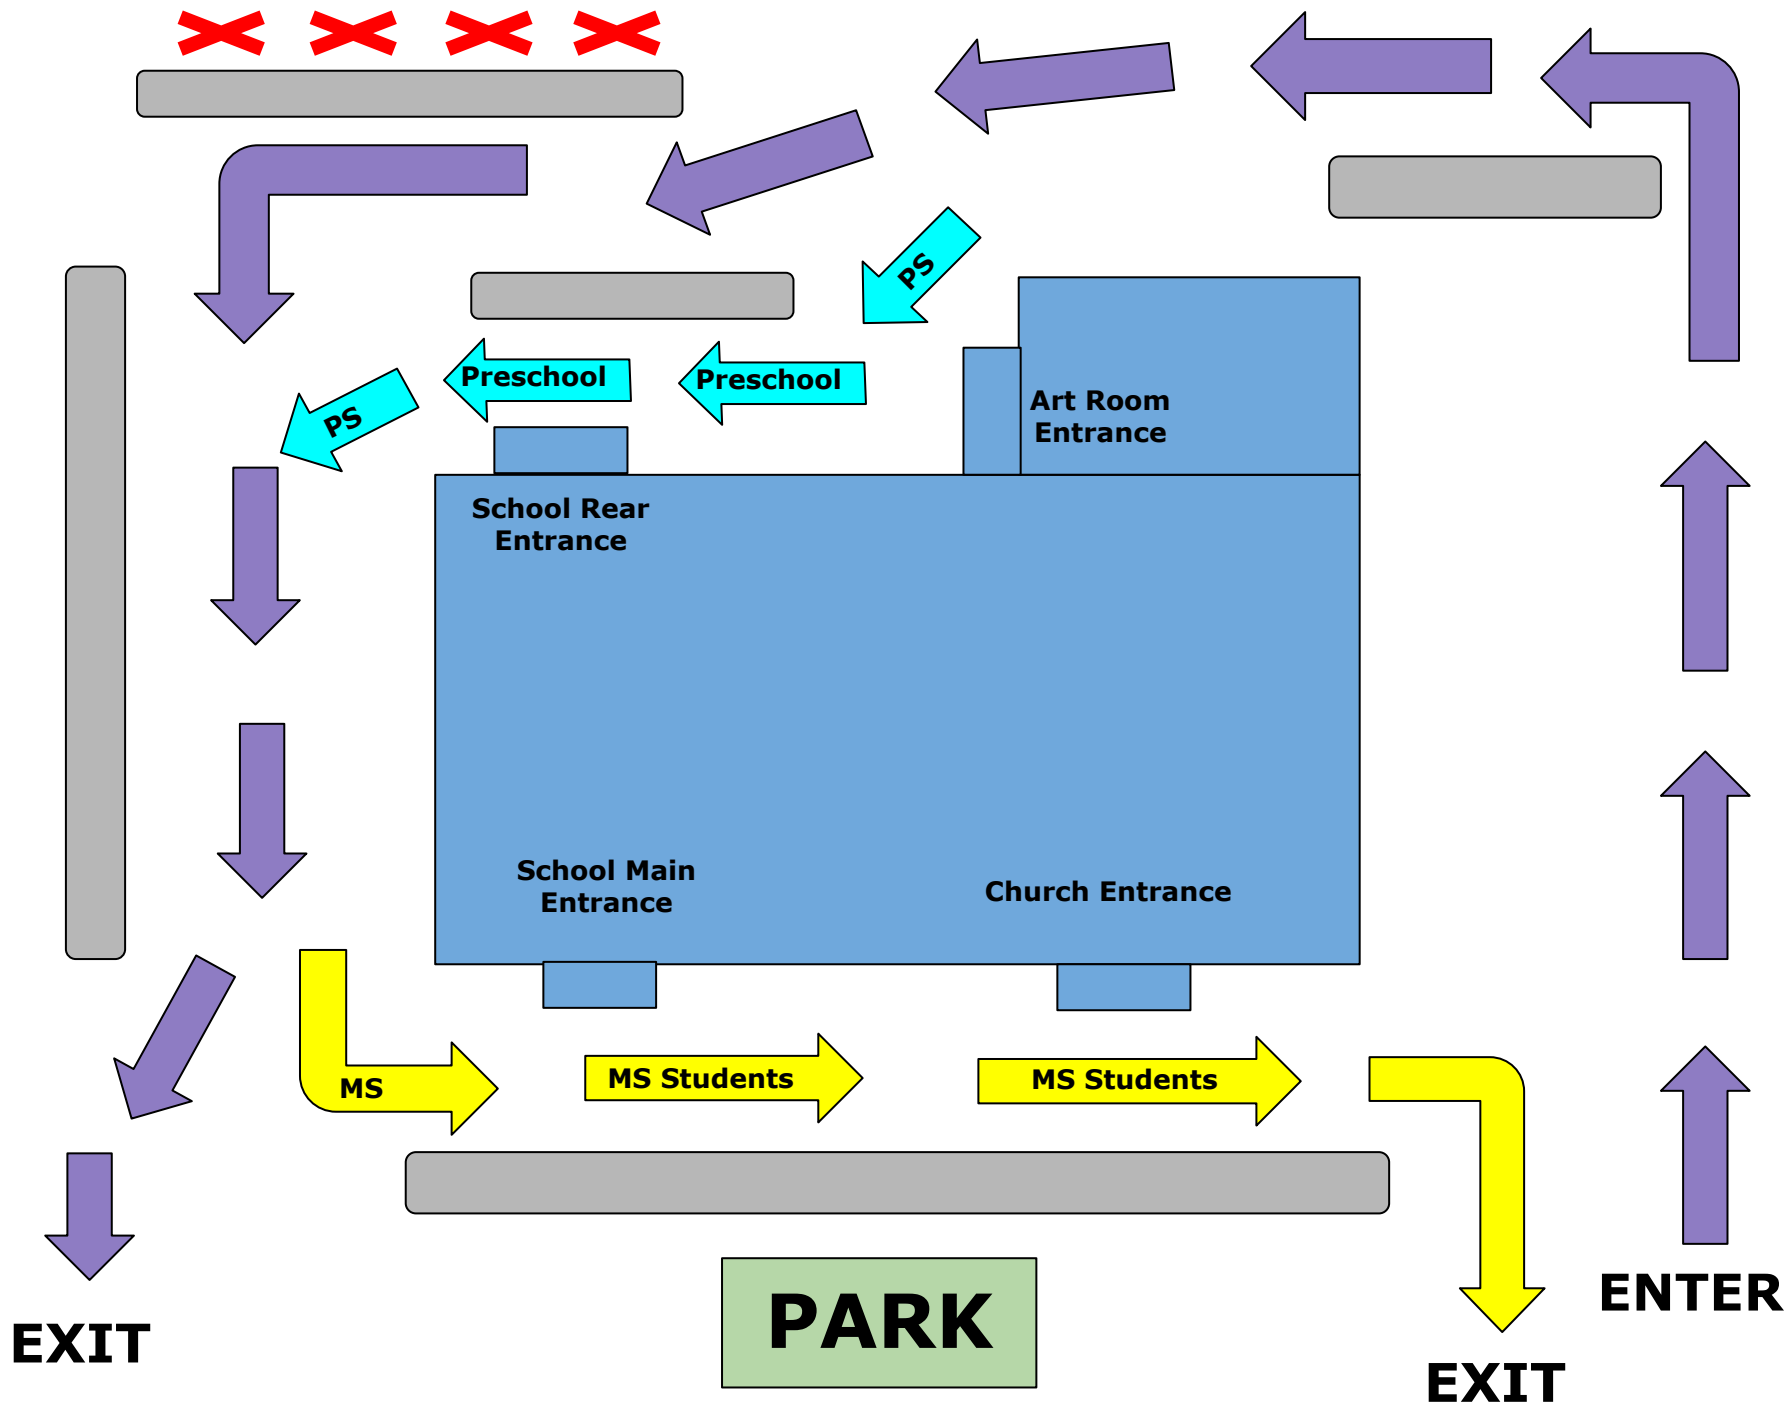 PS
Preschool
Preschool
PS
Art Room
Entrance
School Rear
Entrance
School Main
Entrance
Church Entrance
MS
MS Students
MS Students
PARK
ENTER
EXIT
EXIT